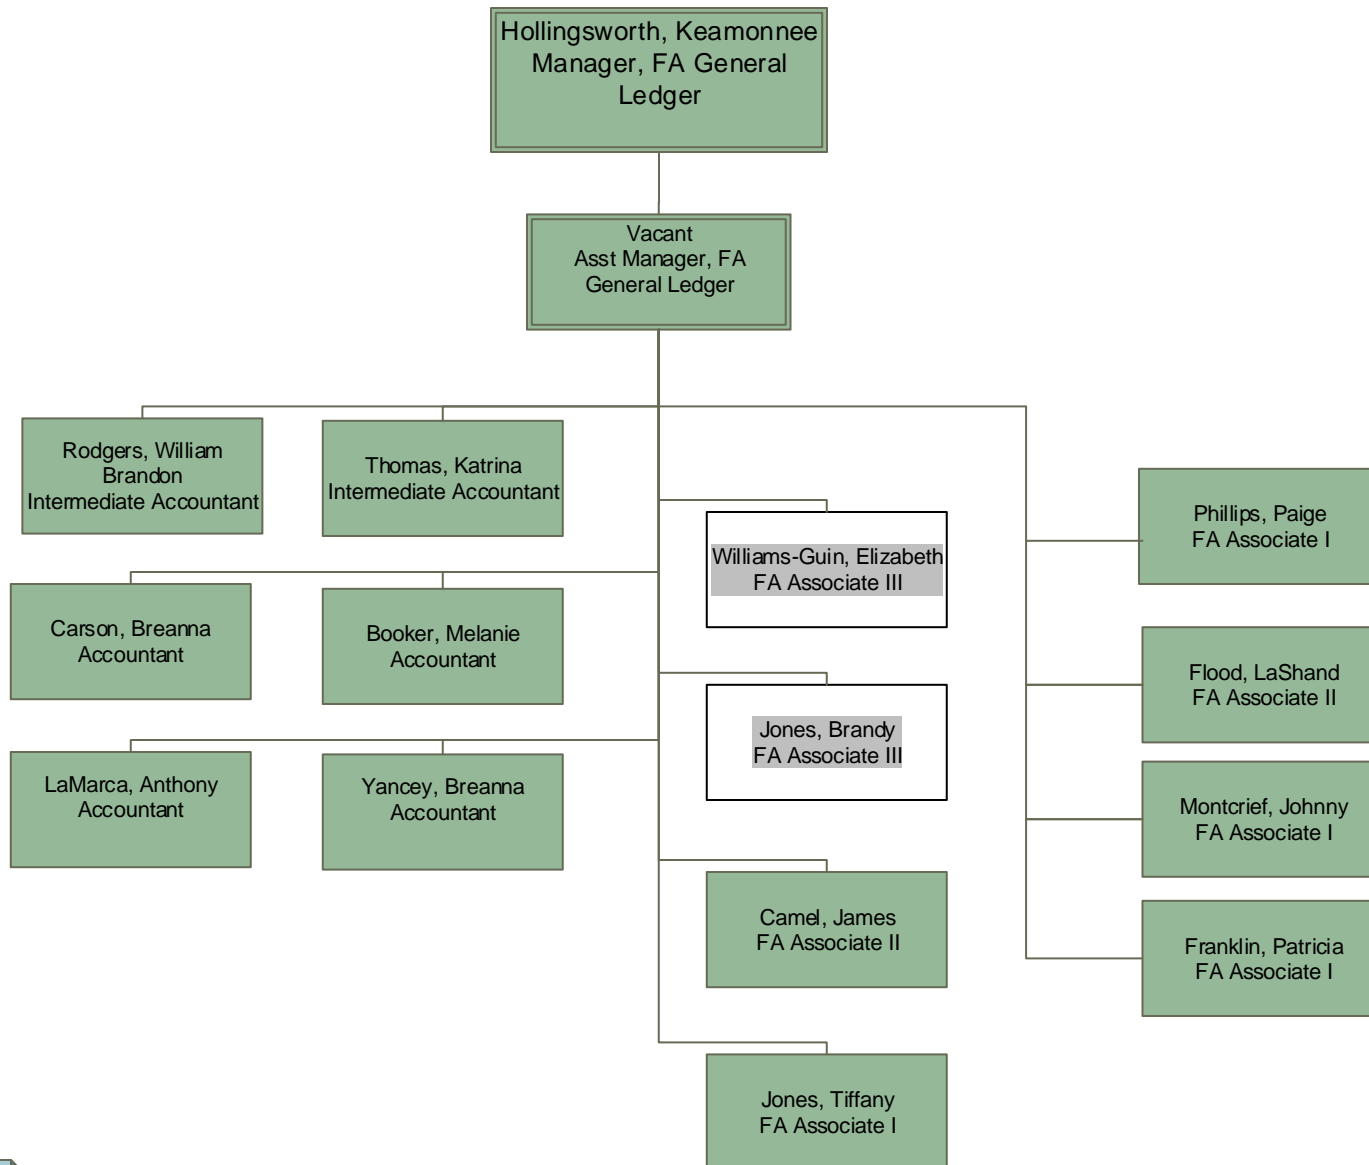 Hollingsworth, Keamonnee
Manager, FA General
Ledger
Vacant
Asst Manager, FA
General Ledger
Rodgers, William
Brandon
Intermediate Accountant
Thomas, Katrina
Intermediate Accountant
Williams-Guin, Elizabeth
FA Associate III
Phillips, Paige
FA Associate I
Carson, Breanna
Accountant
Booker, Melanie
Accountant
Flood, LaShand
FA Associate II
Jones, Brandy
FA Associate III
LaMarca, Anthony
Accountant
Yancey, Breanna
Accountant
Montcrief, Johnny
FA Associate I
Camel, James
FA Associate II
Franklin, Patricia
FA Associate I
Jones, Tiffany
FA Associate I